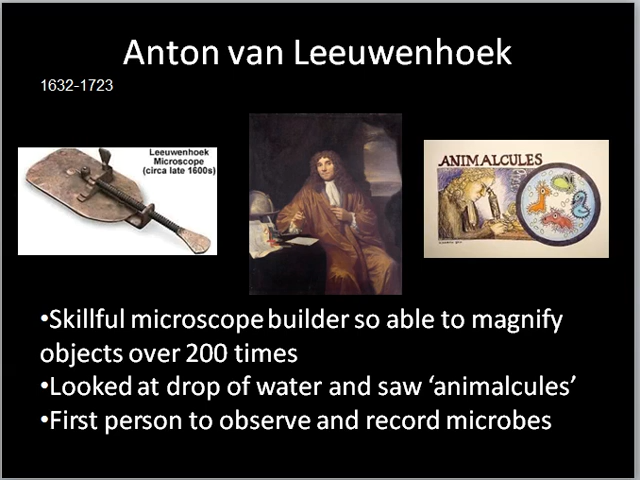 Anton van Leeuwenhoek
1632-1723
Leeuwenhoek
Microscope
(circa late 1600s)
ANIMALCULES
•Skillful microscope builder so able to magnify
objects over 200 times
•Looked at drop of water and saw ‘animalcules’
•First person to observe and record microbes